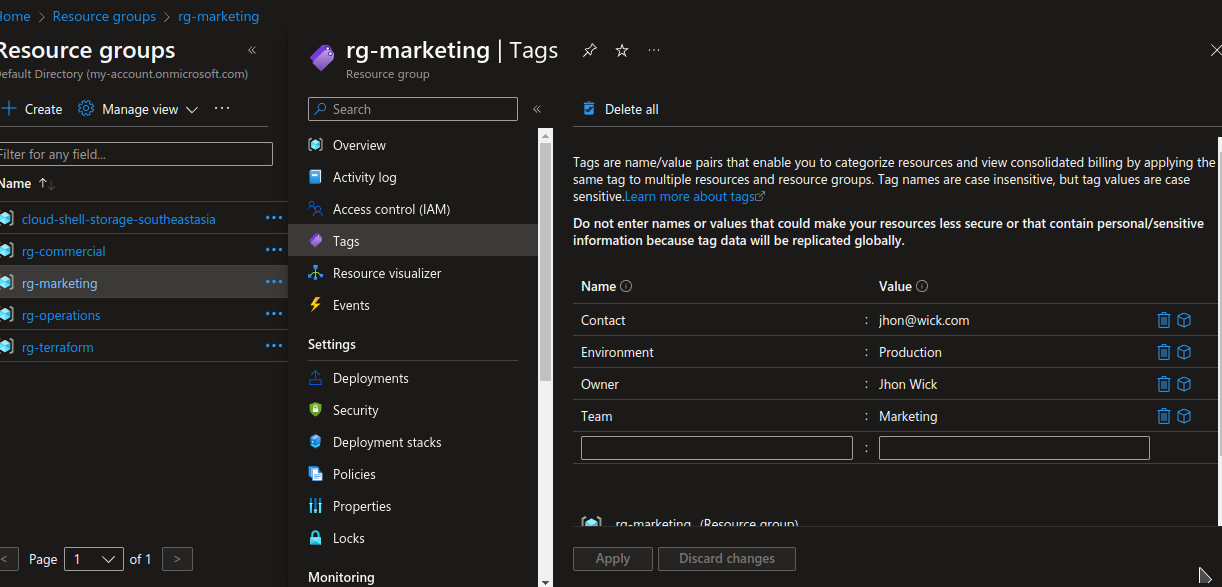 Home > Resource groups > rg-marketing
Resource groups
Default Directory (my-account.onmicrosoft.com)
+ Create
Manage view
Filter for any field...
Name ↑↓
cloud-shell-storage-southeastasia
rg-commercial
rg-marketing
rg-operations
rg-terraform
< Page 1 of 1 >
rg-marketing | Tags
Resource group
Search
Overview
Activity log
Access control (IAM)
Tags
Resource visualizer
Events
Settings
Deployments
Security
Deployment stacks
Policies
Properties
Locks
Monitoring
Delete all
Tags are name/value pairs that enable you to categorize resources and view consolidated billing by applying the
same tag to multiple resources and resource groups. Tag names are case insensitive, but tag values are case
sensitive.Learn more about tags
Do not enter names or values that could make your resources less secure or that contain personal/sensitive
information because tag data will be replicated globally.
Name Value
Contact : jhon@wick.com
Environment : Production
Owner : Jhon Wick
Team : Marketing
:
rg-marketing (Resource group)
Apply Discard changes